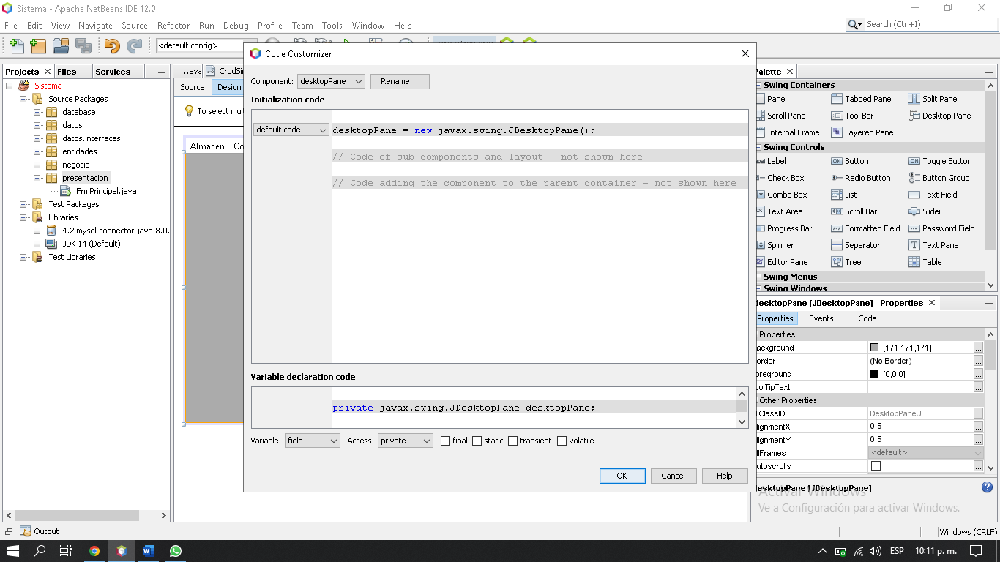 Sistema - Apache NetBeans IDE 12.0
File Edit View Navigate Source Refactor Run Debug Profile Team Tools Window Help
Search (Ctrl+I)
<default config>
Projects Files Services
Sistema
Source Packages
database
datos
datos.interfaces
entidades
negocio
presentacion
FrmPrincipal.java
Test Packages
Libraries
4.2 mysql-connector-java-8.0.
JDK 14 (Default)
Test Libraries
...ava CrudSi
Source Design
To select mul
Almacen Co
Code Customizer
Component: desktopPane Rename...
Initialization code
default code desktopPane = new javax.swing.JDesktopPane();
// Code of sub-components and layout - not shown here
// Code adding the component to the parent container - not shown here
Variable declaration code
private javax.swing.JDesktopPane desktopPane;
Variable: field Access: private final static transient volatile
OK Cancel Help
Palette
Swing Containers
Panel Tabbed Pane Split Pane
Scroll Pane Tool Bar Desktop Pane
Internal Frame Layered Pane
Swing Controls
Label Button Toggle Button
Check Box Radio Button Button Group
Combo Box List Text Field
Text Area Scroll Bar Slider
Progress Bar Formatted Field Password Field
Spinner Separator Text Pane
Editor Pane Tree Table
Swing Menus
Swing Windows
desktopPane [JDesktopPane] - Properties
Properties Events Code
Properties
ackground [171,171,171]
order (No Border)
oreground [0,0,0]
oolTipText
Other Properties
IClassID DesktopPaneUI
lignmentX 0.5
lignmentY 0.5
llFrames <default>
utoscrolls
desktopPane [JDesktopPane]
Activar Windows
Ve a Configuración para activar Windows.
Output
Windows (CRLF)
ESP 10:11 p. m.